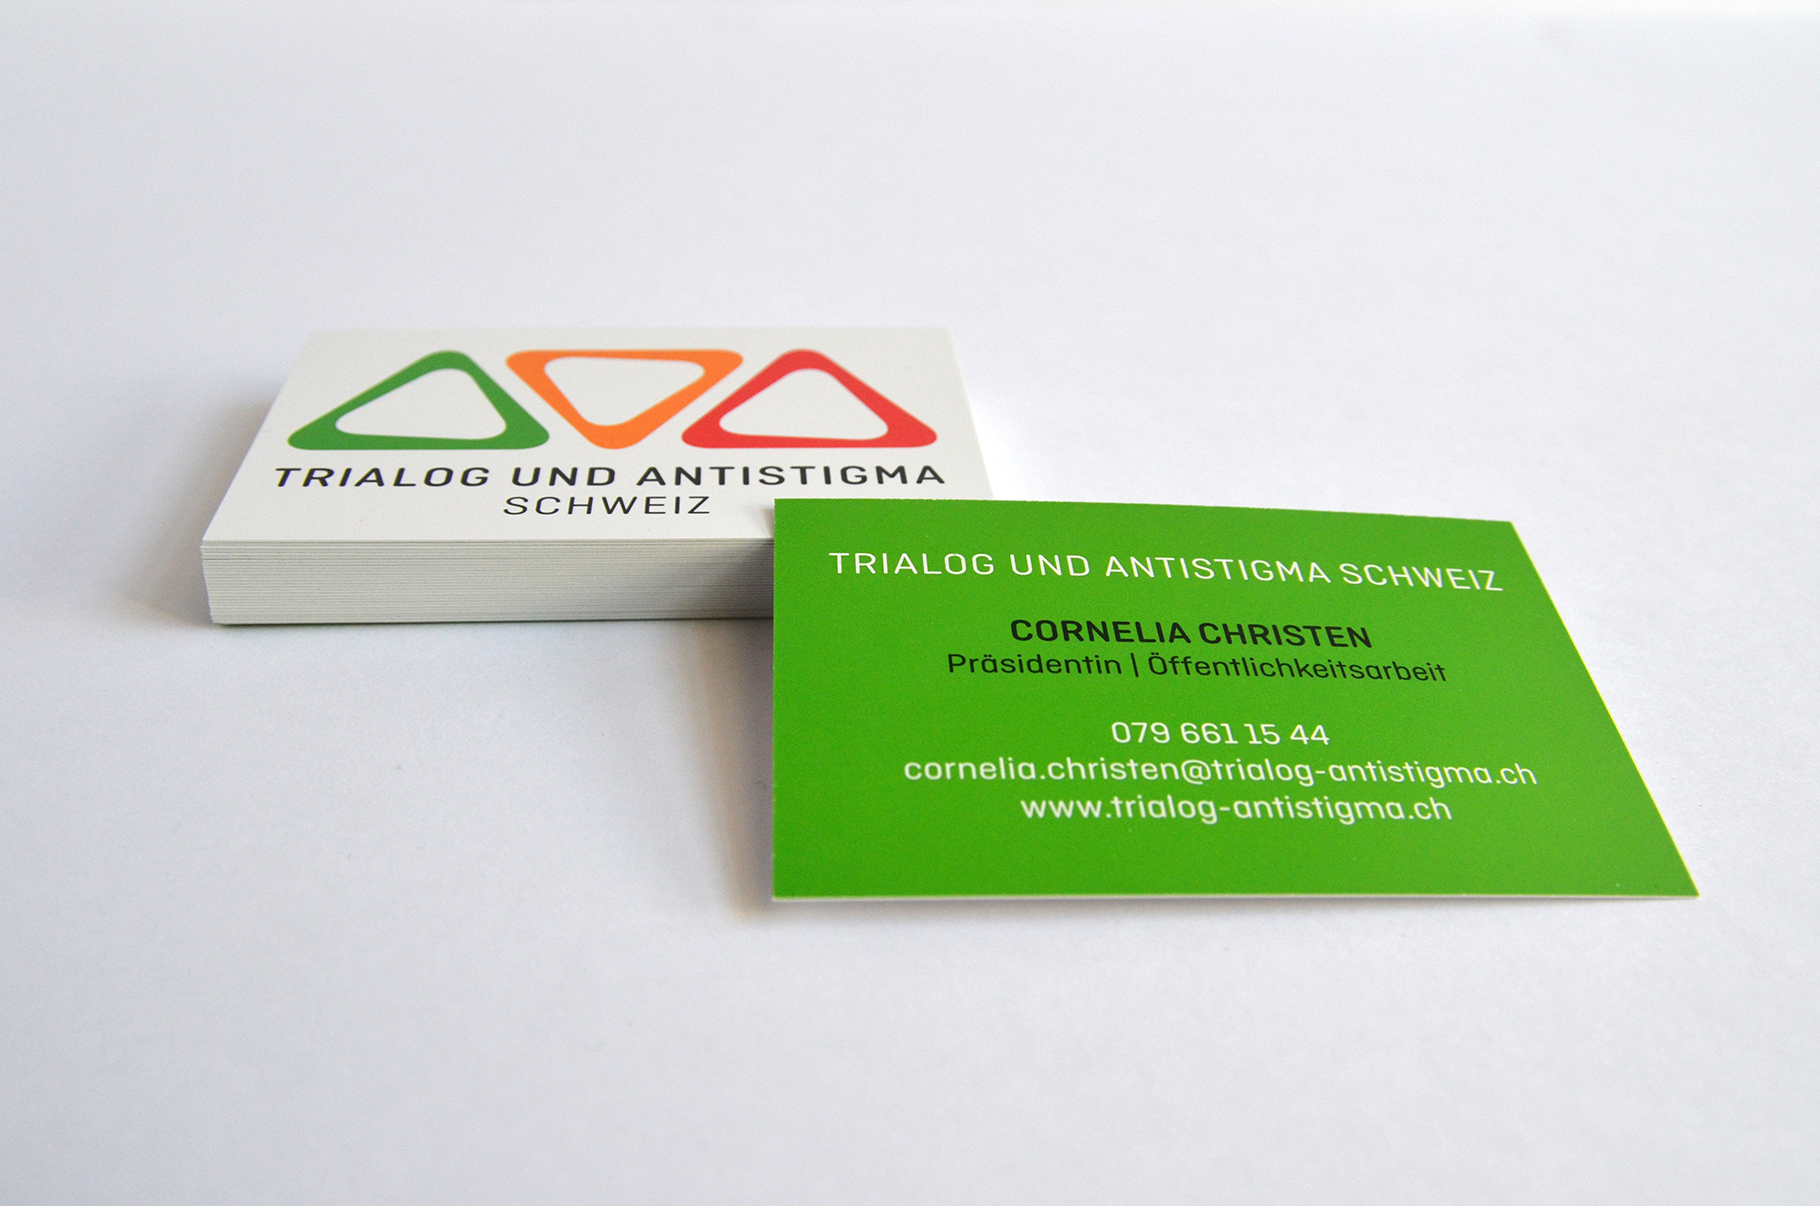 TRIALOG UND ANTISTIGMA
SCHWEIZ
TRIALOG UND ANTISTIGMA SCHWEIZ
CORNELIA CHRISTEN
Präsidentin | Öffentlichkeitsarbeit
079 661 15 44
cornelia.christen@trialog-antistigma.ch
www.trialog-antistigma.ch